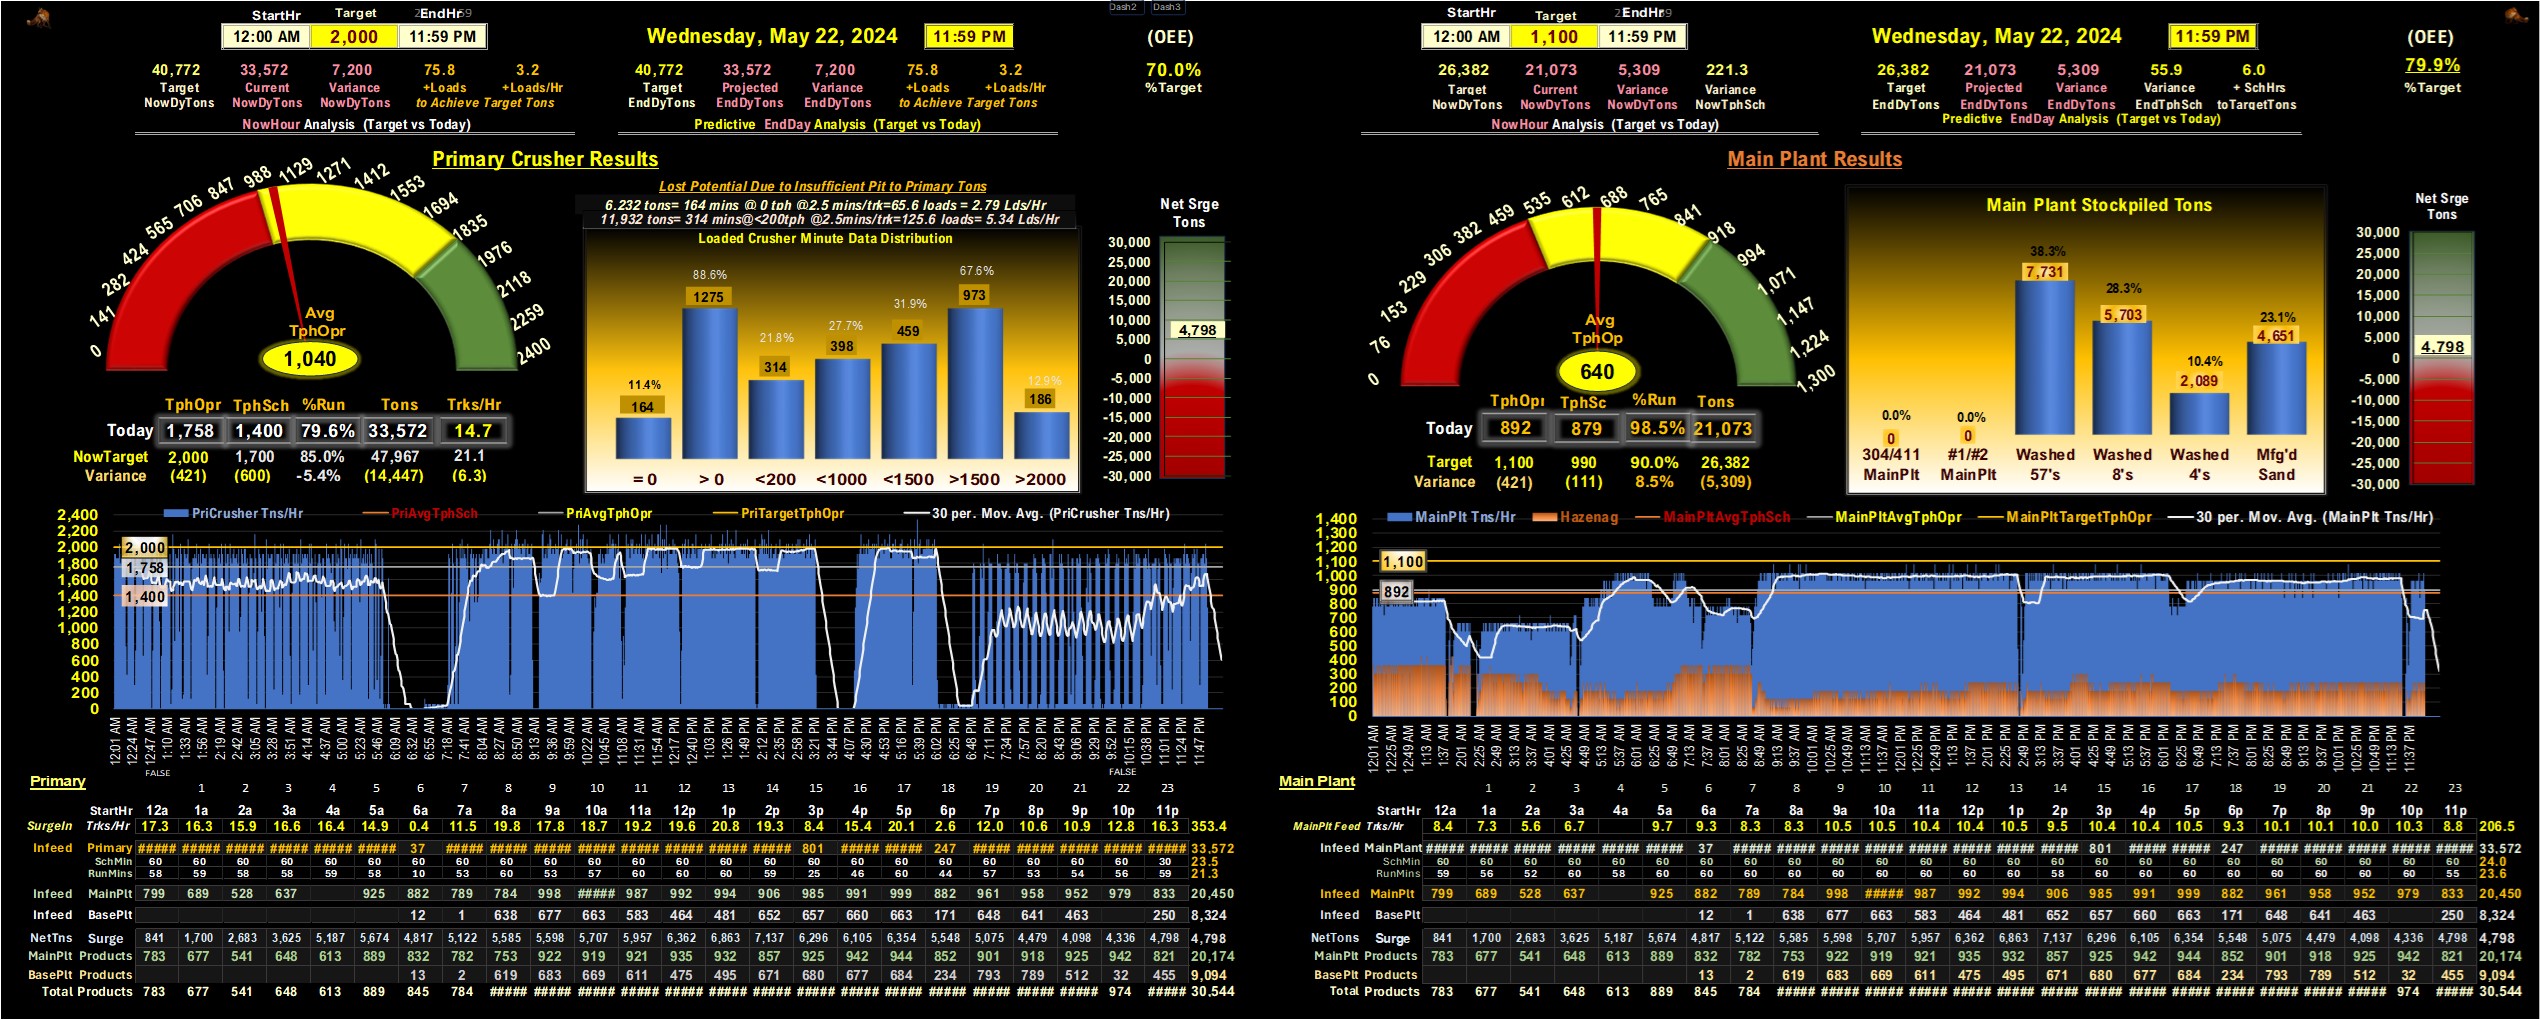 Dash2 Dash3
StartHr Target EndHr
12:00 AM 2,000 11:59 PM
Wednesday, May 22, 2024 11:59 PM
(OEE)
70.0%
%Target
40,772 33,572 7,200 75.8 3.2
Target Current Variance +Loads +Loads/Hr
NowDyTons NowDyTons NowDyTons to Achieve Target Tons
NowHour Analysis (Target vs Today)
40,772 33,572 7,200 75.8 3.2
Target Projected Variance +Loads +Loads/Hr
EndDyTons EndDyTons EndDyTons to Achieve Target Tons
Predictive EndDay Analysis (Target vs Today)
Primary Crusher Results
0 141 282 424 565 706 847 988 1129 1271 1412 1553 1694 1835 1976 2118 2259 2400
Avg
TphOpr
1,040
TphOpr TphSch %Run Tons Trks/Hr
Today 1,758 1,400 79.6% 33,572 14.7
NowTarget 2,000 1,700 85.0% 47,967 21.1
Variance (421) (600) -5.4% (14,447) (6.3)
Lost Potential Due to Insufficient Pit to Primary Tons
6.232 tons= 164 mins @ 0 tph @2.5 mins/trk=65.6 loads = 2.79 Lds/Hr
11,932 tons= 314 mins@<200tph @2.5mins/trk=125.6 loads= 5.34 Lds/Hr
Loaded Crusher Minute Data Distribution
11.4% 88.6% 21.8% 27.7% 31.9% 67.6% 12.9%
164 1275 314 398 459 973 186
= 0 > 0 <200 <1000 <1500 >1500 >2000
Net Srge
Tons
30,000
25,000
20,000
15,000
10,000
4,798
5,000
0
-5,000
-10,000
-15,000
-20,000
-25,000
-30,000
PriCrusher Tns/Hr PriAvgTphSch PriAvgTphOpr PriTargetTphOpr 30 per. Mov. Avg. (PriCrusher Tns/Hr)
2,400
2,200
2,000
1,800
1,600
1,400
1,200
1,000
800
600
400
200
0
2,000
1,758
1,400
12:01 AM 12:24 AM 12:47 AM 1:10 AM 1:33 AM 1:56 AM 2:19 AM 2:42 AM 3:05 AM 3:28 AM 3:51 AM 4:14 AM 4:37 AM 5:00 AM 5:23 AM 5:46 AM 6:09 AM 6:32 AM 6:55 AM 7:18 AM 7:41 AM 8:04 AM 8:27 AM 8:50 AM 9:13 AM 9:36 AM 9:59 AM 10:22 AM 10:45 AM 11:08 AM 11:31 AM 11:54 AM 12:17 PM 12:40 PM 1:03 PM 1:26 PM 1:49 PM 2:12 PM 2:35 PM 2:58 PM 3:21 PM 3:44 PM 4:07 PM 4:30 PM 4:53 PM 5:16 PM 5:39 PM 6:02 PM 6:25 PM 6:48 PM 7:11 PM 7:34 PM 7:57 PM 8:20 PM 8:43 PM 9:06 PM 9:29 PM 9:52 PM 10:15 PM 10:38 PM 11:01 PM 11:24 PM 11:47 PM
FALSE FALSE
Primary
1 2 3 4 5 6 7 8 9 10 11 12 13 14 15 16 17 18 19 20 21 22 23
StartHr 12a 1a 2a 3a 4a 5a 6a 7a 8a 9a 10a 11a 12p 1p 2p 3p 4p 5p 6p 7p 8p 9p 10p 11p
SurgeIn Trks/Hr 17.3 16.3 15.9 16.6 16.4 14.9 0.4 11.5 19.8 17.8 18.7 19.2 19.6 20.8 19.3 8.4 15.4 20.1 2.6 12.0 10.6 10.9 12.8 16.3 353.4
Infeed Primary ##### ##### ##### ##### ##### ##### 37 ##### ##### ##### ##### ##### ##### ##### ##### 801 ##### ##### 247 ##### ##### ##### ##### ##### 33,572
SchMin 60 60 60 60 60 60 60 60 60 60 60 60 60 60 60 60 60 60 60 60 60 60 60 30 23.5
RunMins 58 59 58 58 59 58 10 53 60 53 57 60 60 60 59 25 46 60 44 57 53 54 56 59 21.3
Infeed MainPlt 799 689 528 637 925 882 789 784 998 ##### 987 992 994 906 985 991 999 882 961 958 952 979 833 20,450
Infeed BasePlt 12 1 638 677 663 583 464 481 652 657 660 663 171 648 641 463 250 8,324
NetTns Surge 841 1,700 2,683 3,625 5,187 5,674 4,817 5,122 5,585 5,598 5,707 5,957 6,362 6,863 7,137 6,296 6,105 6,354 5,548 5,075 4,479 4,098 4,336 4,798 4,798
MainPlt Products 783 677 541 648 613 889 832 782 753 922 919 921 935 932 857 925 942 944 852 901 918 925 942 821 20,174
BasePlt Products 13 2 619 683 669 611 475 495 671 680 677 684 234 793 789 512 32 455 9,094
Total Products 783 677 541 648 613 889 845 784 ##### ##### ##### ##### ##### ##### ##### ##### ##### ##### ##### ##### ##### ##### 974 ##### 30,544
StartHr Target EndHr
12:00 AM 1,100 11:59 PM
Wednesday, May 22, 2024 11:59 PM
(OEE)
79.9%
%Target
26,382 21,073 5,309 221.3
Target Current Variance Variance
NowDyTons NowDyTons NowDyTons NowTphSch
NowHour Analysis (Target vs Today)
26,382 21,073 5,309 55.9 6.0
Target Projected Variance Variance + SchHrs
EndDyTons EndDyTons EndDyTons EndTphSch toTargetTons
Predictive EndDay Analysis (Target vs Today)
Main Plant Results
0 76 153 229 306 382 459 535 612 688 765 841 918 994 1,071 1,147 1,224 1,300
Avg
TphOp
640
TphOpr TphSc %Run Tons
Today 892 879 98.5% 21,073
Target 1,100 990 90.0% 26,382
Variance (421) (111) 8.5% (5,309)
Main Plant Stockpiled Tons
0.0% 0.0% 38.3% 28.3% 10.4% 23.1%
0 0 7,731 5,703 2,089 4,651
304/411 #1/#2 Washed Washed Washed Mfg'd
MainPlt MainPlt 57's 8's 4's Sand
Net Srge
Tons
30,000
25,000
20,000
15,000
10,000
5,000
4,798
0
-5,000
-10,000
-15,000
-20,000
-25,000
-30,000
MainPlt Tns/Hr Hazenag MainPltAvgTphSch MainPltAvgTphOpr MainPltTargetTphOpr 30 per. Mov. Avg. (MainPlt Tns/Hr)
1,400
1,300
1,200
1,100
1,000
900
800
700
600
500
400
300
200
100
0
1,100
892
12:01 AM 12:25 AM 12:49 AM 1:13 AM 1:37 AM 2:01 AM 2:25 AM 2:49 AM 3:13 AM 3:37 AM 4:01 AM 4:25 AM 4:49 AM 5:13 AM 5:37 AM 6:01 AM 6:25 AM 6:49 AM 7:13 AM 7:37 AM 8:01 AM 8:25 AM 8:49 AM 9:13 AM 9:37 AM 10:01 AM 10:25 AM 10:49 AM 11:13 AM 11:37 AM 12:01 PM 12:25 PM 12:49 PM 1:13 PM 1:37 PM 2:01 PM 2:25 PM 2:49 PM 3:13 PM 3:37 PM 4:01 PM 4:25 PM 4:49 PM 5:13 PM 5:37 PM 6:01 PM 6:25 PM 6:49 PM 7:13 PM 7:37 PM 8:01 PM 8:25 PM 8:49 PM 9:13 PM 9:37 PM 10:01 PM 10:25 PM 10:49 PM 11:13 PM 11:37 PM
Main Plant
1 2 3 4 5 6 7 8 9 10 11 12 13 14 15 16 17 18 19 20 21 22 23
StartHr 12a 1a 2a 3a 4a 5a 6a 7a 8a 9a 10a 11a 12p 1p 2p 3p 4p 5p 6p 7p 8p 9p 10p 11p
MainPlt Feed Trks/Hr 8.4 7.3 5.6 6.7 9.7 9.3 8.3 8.3 10.5 10.5 10.4 10.4 10.5 9.5 10.4 10.4 10.5 9.3 10.1 10.1 10.0 10.3 8.8 206.5
Infeed MainPlant ##### ##### ##### ##### ##### ##### 37 ##### ##### ##### ##### ##### ##### ##### ##### 801 ##### ##### 247 ##### ##### ##### ##### ##### 33,572
SchMin 60 60 60 60 60 60 60 60 60 60 60 60 60 60 60 60 60 60 60 60 60 60 60 60 24.0
RunMins 59 56 52 60 58 60 60 60 60 60 60 60 60 60 58 60 60 60 60 60 60 60 60 55 23.6
Infeed MainPlt 799 689 528 637 925 882 789 784 998 ##### 987 992 994 906 985 991 999 882 961 958 952 979 833 20,450
Infeed BasePlt 12 1 638 677 663 583 464 481 652 657 660 663 171 648 641 463 250 8,324
NetTons Surge 841 1,700 2,683 3,625 5,187 5,674 4,817 5,122 5,585 5,598 5,707 5,957 6,362 6,863 7,137 6,296 6,105 6,354 5,548 5,075 4,479 4,098 4,336 4,798 4,798
MainPlt Products 783 677 541 648 613 889 832 782 753 922 919 921 935 932 857 925 942 944 852 901 918 925 942 821 20,174
BasePlt Products 13 2 619 683 669 611 475 495 671 680 677 684 234 793 789 512 32 455 9,094
Total Products 783 677 541 648 613 889 845 784 ##### ##### ##### ##### ##### ##### ##### ##### ##### ##### ##### ##### ##### ##### 974 ##### 30,544